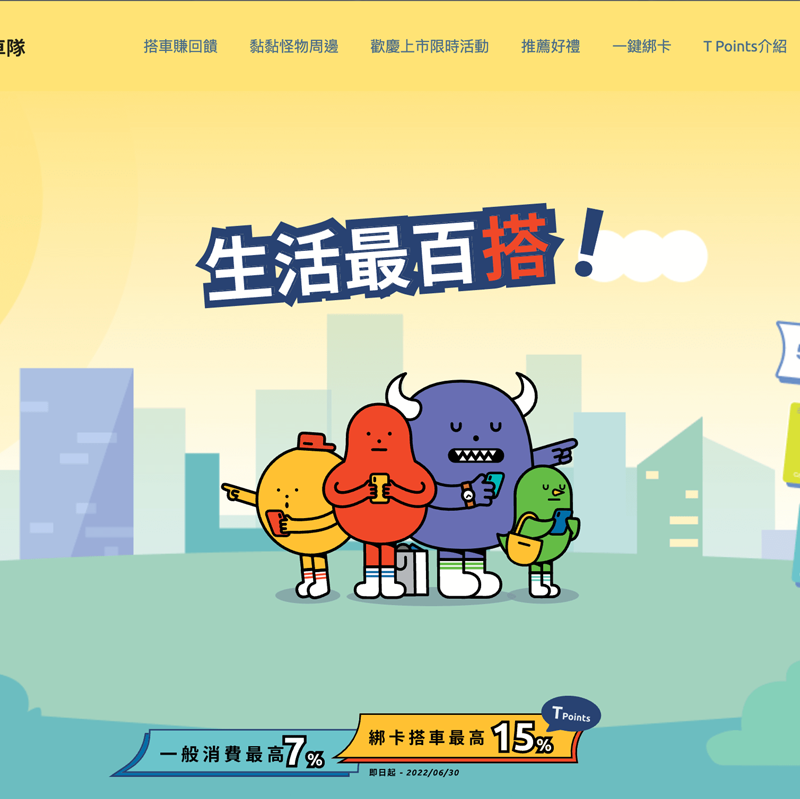 車隊
搭車賺回饋 黏黏怪物周邊 歡慶上市限時活動 推薦好禮 一鍵綁卡 T Points介紹
生活最百搭！
T Points
一般消費最高7%
綁卡搭車最高15%
即日起 - 2022/06/30